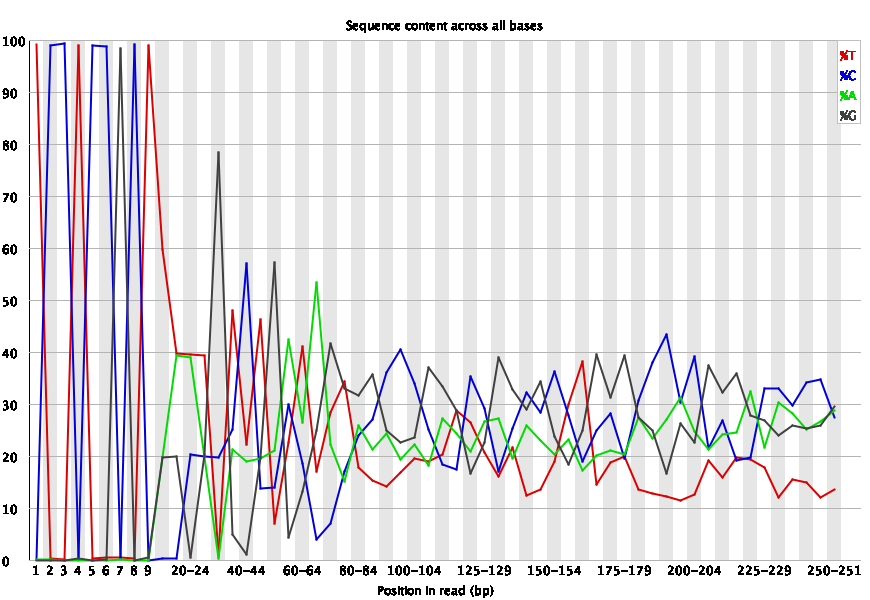 Sequence content across all bases
100
90
80
70
60
50
40
30
20
10
0
%T
%C
%A
%G
1 2 3 4 5 6 7 8 9 20-24 40-44 60-64 80-84 100-104 125-129 150-154 175-179 200-204 225-229 250-251
Position in read (bp)